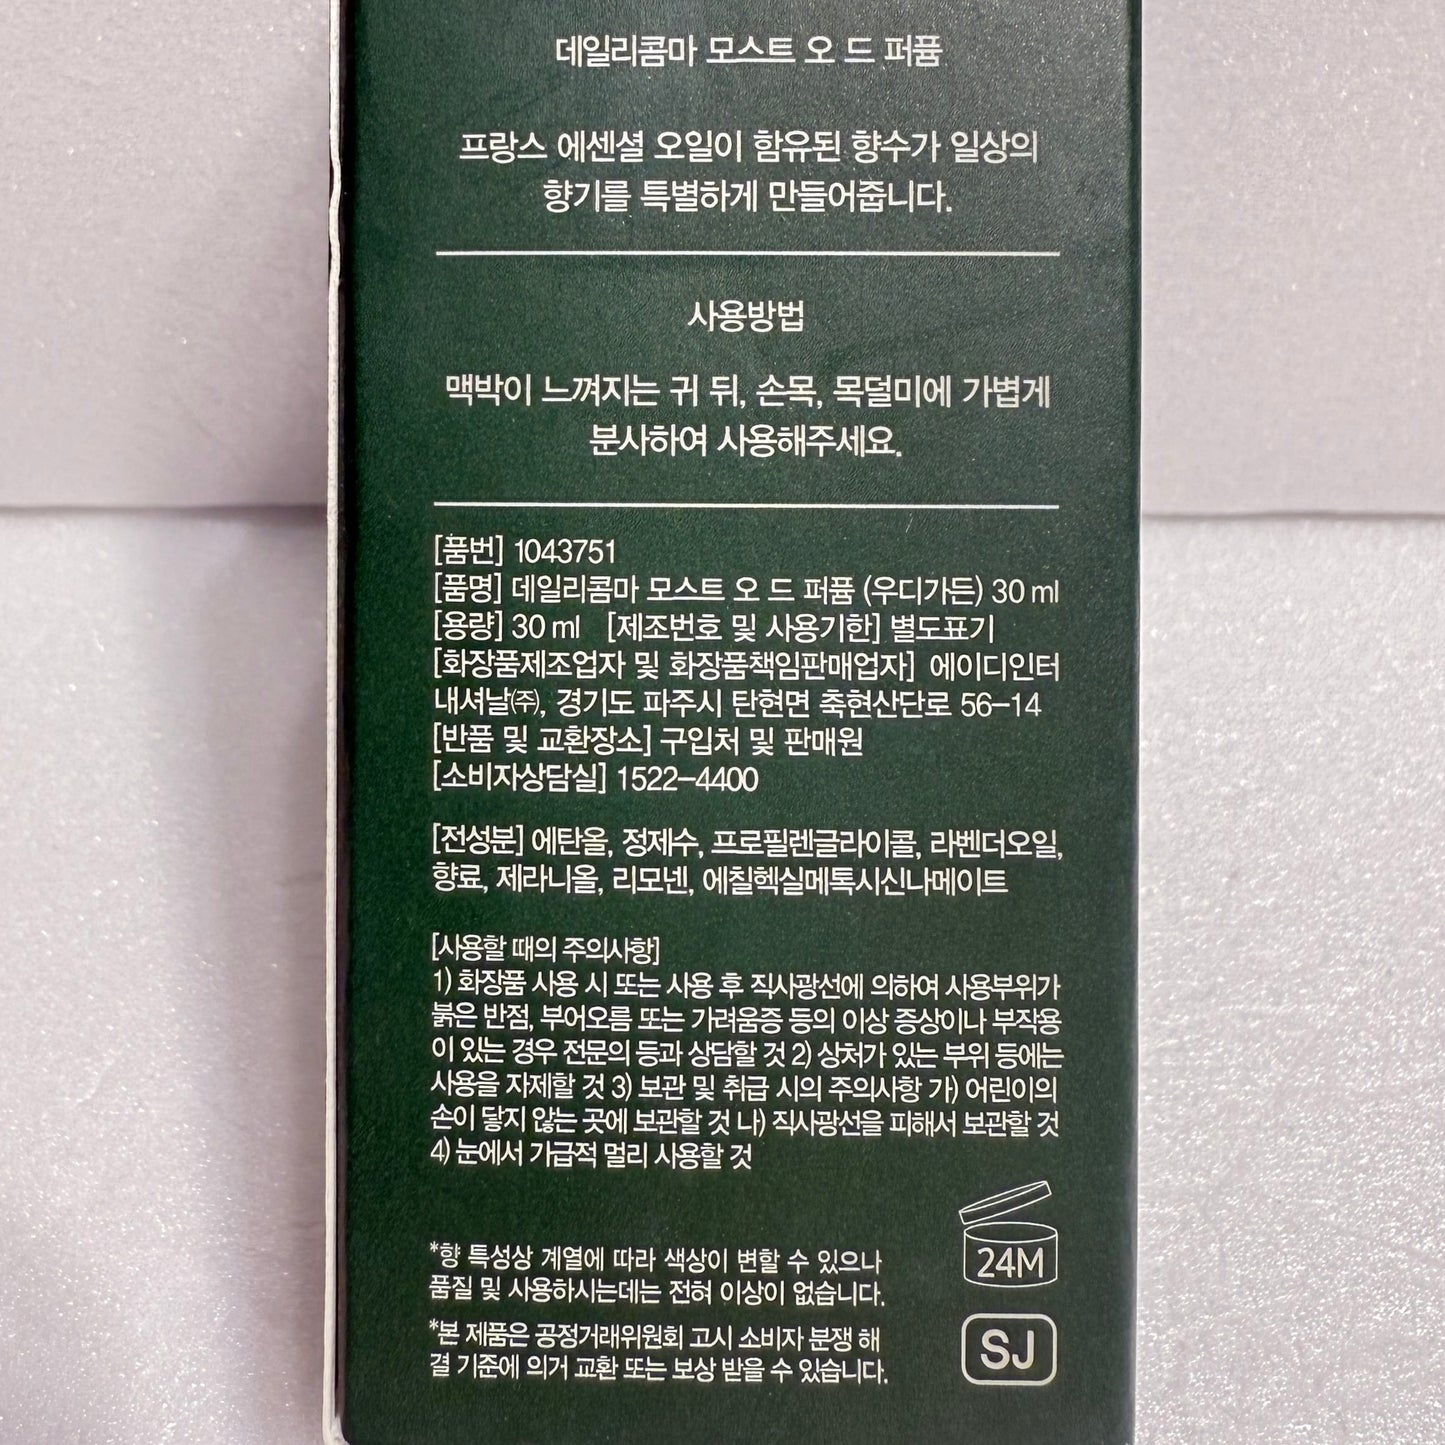 데일리콤마 모스트 오 드 퍼퓸
프랑스 에센셜 오일이 함유된 향수가 일상의
향기를 특별하게 만들어줍니다.
사용방법
맥박이 느껴지는 귀 뒤, 손목, 목덜미에 가볍게
분사하여 사용해주세요.
[품번] 1043751
[품명] 데일리콤마 모스트 오 드 퍼퓸 (우디가든) 30 ml
[용량] 30 ml [제조번호 및 사용기한] 별도표기
[화장품제조업자 및 화장품책임판매업자] 에이디인터
내셔날㈜, 경기도 파주시 탄현면 축현산단로 56-14
[반품 및 교환장소] 구입처 및 판매원
[소비자상담실] 1522-4400
[전성분] 에탄올, 정제수, 프로필렌글라이콜, 라벤더오일,
향료, 제라니올, 리모넨, 에칠헥실메톡시신나메이트
[사용할 때의 주의사항]
1) 화장품 사용 시 또는 사용 후 직사광선에 의하여 사용부위가
붉은 반점, 부어오름 또는 가려움증 등의 이상 증상이나 부작용
이 있는 경우 전문의 등과 상담할 것 2) 상처가 있는 부위 등에는
사용을 자제할 것 3) 보관 및 취급 시의 주의사항 가) 어린이의
손이 닿지 않는 곳에 보관할 것 나) 직사광선을 피해서 보관할 것
4) 눈에서 가급적 멀리 사용할 것
*향 특성상 계열에 따라 색상이 변할 수 있으나
품질 및 사용하시는데는 전혀 이상이 없습니다.
*본 제품은 공정거래위원회 고시 소비자 분쟁 해
결 기준에 의거 교환 또는 보상 받을 수 있습니다.
24M
SJ